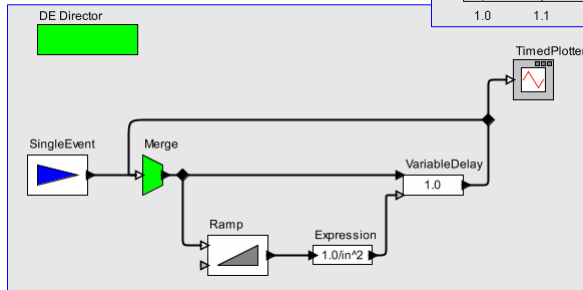 1.0 1.1
DE Director
TimedPlotter
SingleEvent
Merge
VariableDelay
1.0
Ramp
Expression
1.0/in^2